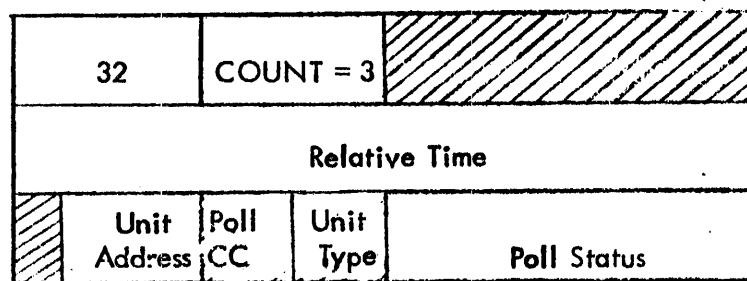 32 COUNT = 3
Relative Time
Unit Poll Unit
Address CC Type Poll Status